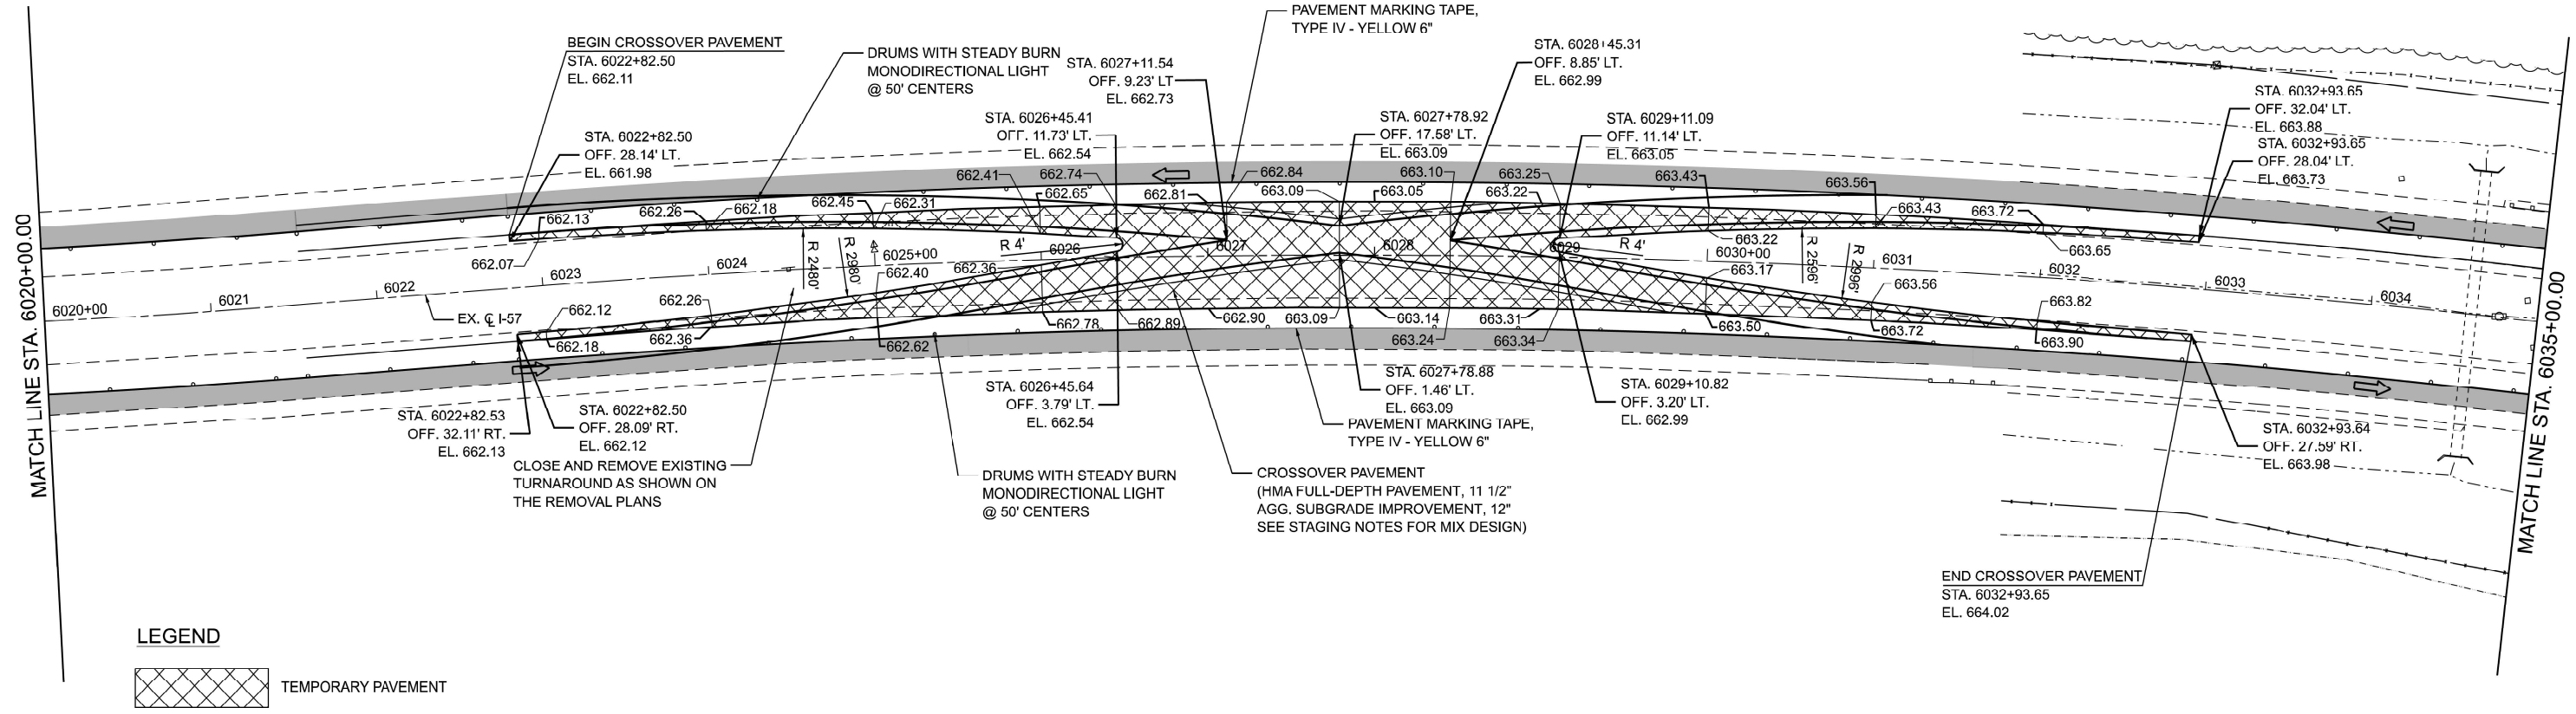 PAVEMENT MARKING TAPE,
TYPE IV - YELLOW 6"
BEGIN CROSSOVER PAVEMENT
STA. 6022+82.50
EL. 662.11
DRUMS WITH STEADY BURN
MONODIRECTIONAL LIGHT
@ 50' CENTERS
STA. 6027+11.54
OFF. 9.23' LT
EL. 662.73
STA. 6028+45.31
OFF. 8.85' LT.
EL. 662.99
STA. 6022+82.50
OFF. 28.14' LT.
EL. 661.98
STA. 6026+45.41
OFF. 11.73' LT.
EL. 662.54
STA. 6027+78.92
OFF. 17.58' LT.
EL. 663.09
STA. 6029+11.09
OFF. 11.14' LT.
EL. 663.05
STA. 6032+93.65
OFF. 32.04' LT.
EL. 663.88
STA. 6032+93.65
OFF. 28.04' LT.
EL. 663.73
662.41
662.74
662.84
663.10
663.25
663.43
663.56
662.65
662.81
663.09
663.05
663.22
662.13
662.26
662.18
662.45
662.31
663.43
663.72
663.22
663.65
662.07
R 2480'
R 2980'
R 4'
R 4'
R 2596'
R 2996'
6020+00
6021
6022
6023
6024
6025+00
6026
6027
6028
6029
6030+00
6031
6032
6033
6034
662.40
662.36
663.17
663.56
663.82
662.12
662.26
EX. ℄ I-57
662.18
662.36
662.62
662.78
662.89
662.90
663.09
663.14
663.31
663.24
663.34
663.50
663.72
663.90
STA. 6022+82.53
OFF. 32.11' RT.
EL. 662.13
STA. 6022+82.50
OFF. 28.09' RT.
EL. 662.12
STA. 6026+45.64
OFF. 3.79' LT.
EL. 662.54
STA. 6027+78.88
OFF. 1.46' LT.
EL. 663.09
STA. 6029+10.82
OFF. 3.20' LT.
EL. 662.99
STA. 6032+93.64
OFF. 27.59' RT.
EL. 663.98
PAVEMENT MARKING TAPE,
TYPE IV - YELLOW 6"
CLOSE AND REMOVE EXISTING
TURNAROUND AS SHOWN ON
THE REMOVAL PLANS
DRUMS WITH STEADY BURN
MONODIRECTIONAL LIGHT
@ 50' CENTERS
CROSSOVER PAVEMENT
(HMA FULL-DEPTH PAVEMENT, 11 1/2"
AGG. SUBGRADE IMPROVEMENT, 12"
SEE STAGING NOTES FOR MIX DESIGN)
END CROSSOVER PAVEMENT
STA. 6032+93.65
EL. 664.02
MATCH LINE STA. 6020+00.00
MATCH LINE STA. 6035+00.00
LEGEND
TEMPORARY PAVEMENT